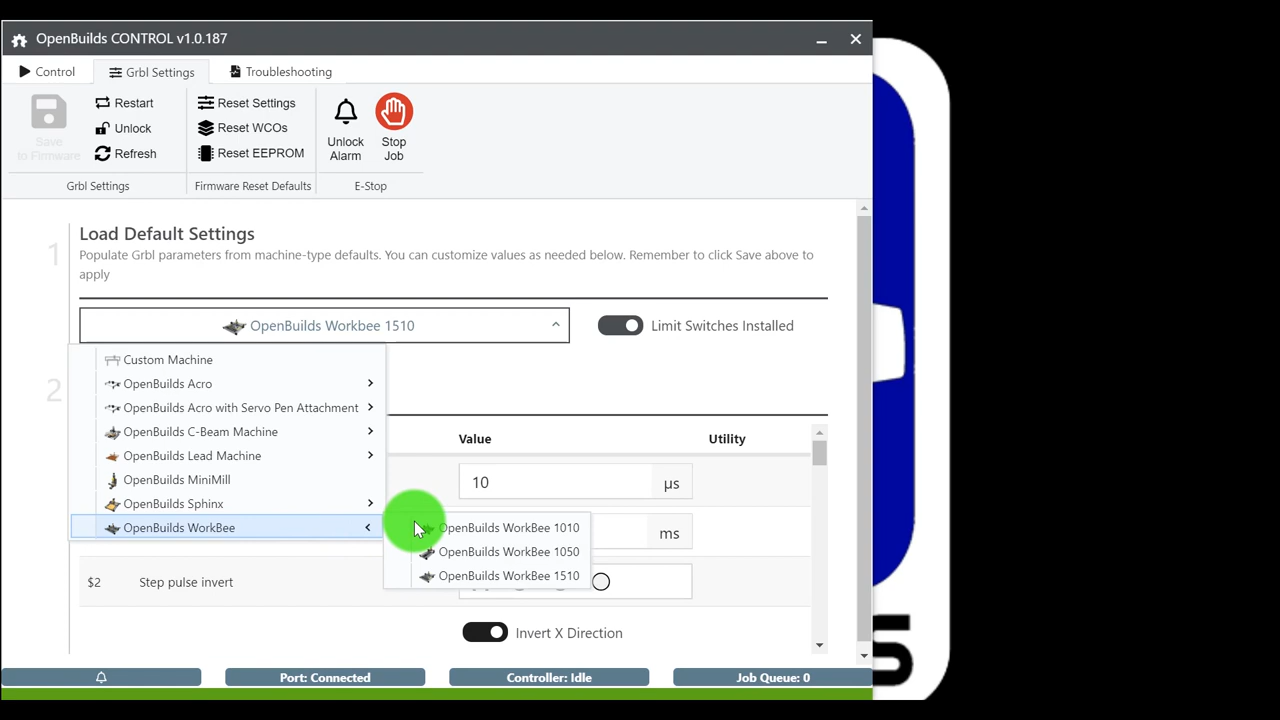 OpenBuilds CONTROL v1.0.187
Control
Grbl Settings
Troubleshooting
Save
to Firmware
Restart
Unlock
Refresh
Grbl Settings
Reset Settings
Reset WCOs
Reset EEPROM
Firmware Reset Defaults
Unlock
Alarm
Stop
Job
E-Stop
1
Load Default Settings
Populate Grbl parameters from machine-type defaults. You can customize values as needed below. Remember to click Save above to
apply
OpenBuilds Workbee 1510
Limit Switches Installed
Custom Machine
OpenBuilds Acro
OpenBuilds Acro with Servo Pen Attachment
OpenBuilds C-Beam Machine
OpenBuilds Lead Machine
OpenBuilds MiniMill
OpenBuilds Sphinx
OpenBuilds WorkBee
OpenBuilds WorkBee 1010
OpenBuilds WorkBee 1050
OpenBuilds WorkBee 1510
2
Value
Utility
10
µs
ms
$2
Step pulse invert
Invert X Direction
Port: Connected
Controller: Idle
Job Queue: 0
S